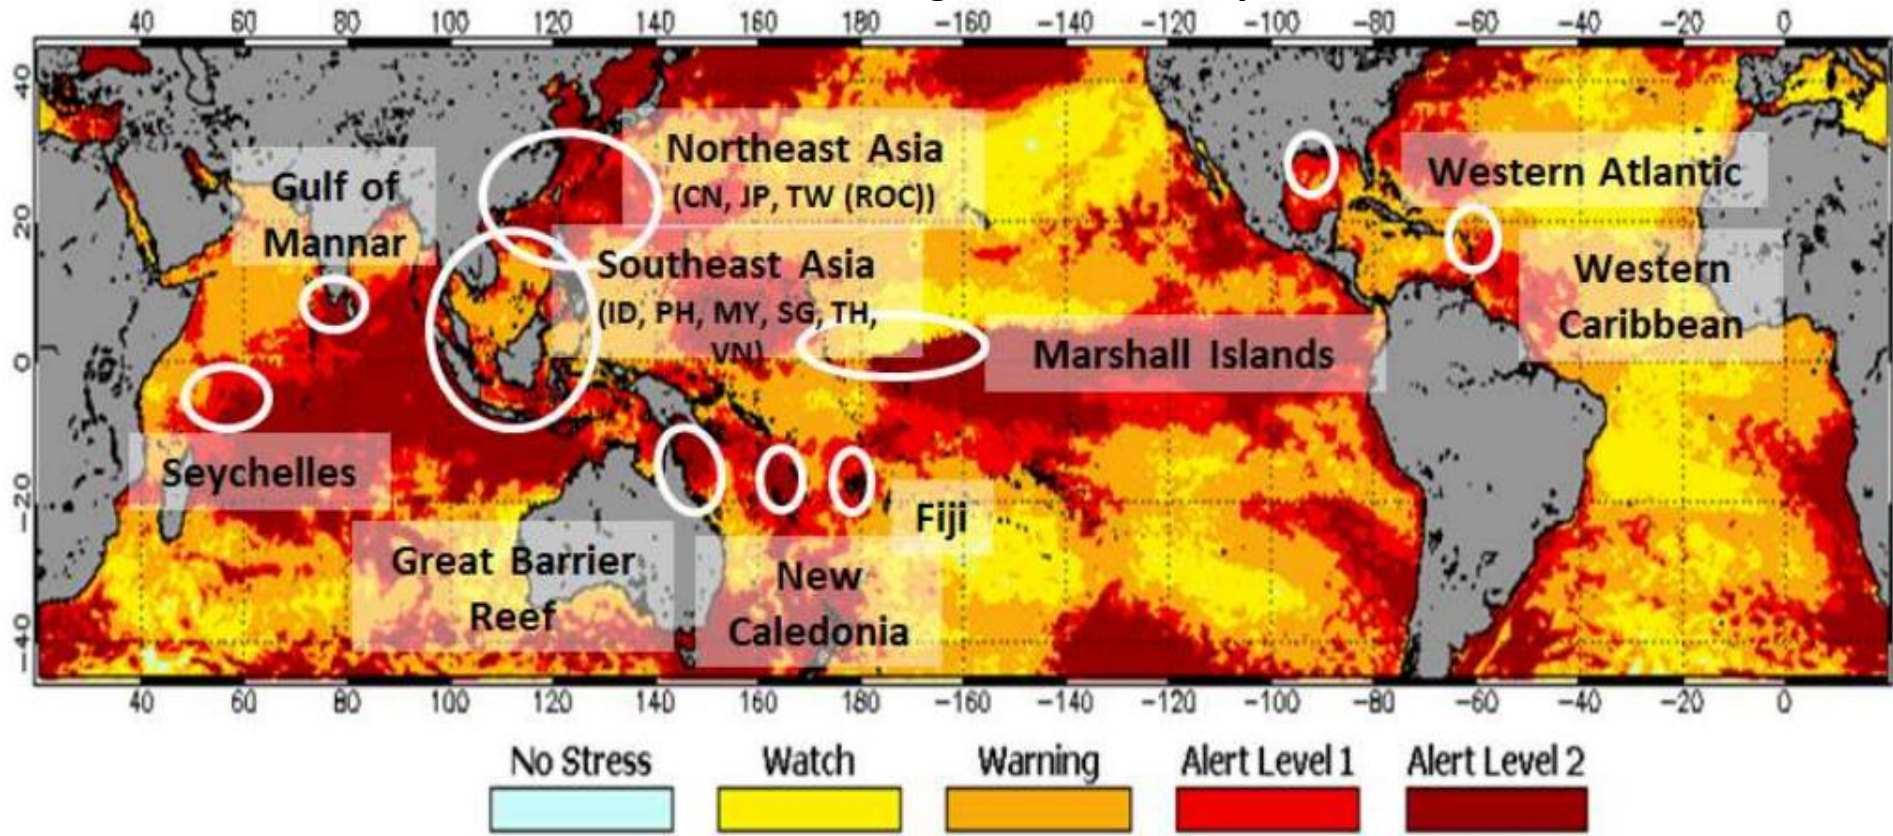 40 60 80 100 120 140 160 180 −160 −140 −120 −100 −80 −60 −40 −20 0
40
20
0
−20
−40
Northeast Asia
(CN, JP, TW (ROC))
Western Atlantic
Gulf of
Mannar
Southeast Asia
(ID, PH, MY, SG, TH,
VN)
Western
Caribbean
Marshall Islands
Seychelles
Fiji
Great Barrier
Reef
New
Caledonia
40 60 80 100 120 140 160 180 −160 −140 −120 −100 −80 −60 −40 −20 0
No Stress Watch Warning Alert Level 1 Alert Level 2